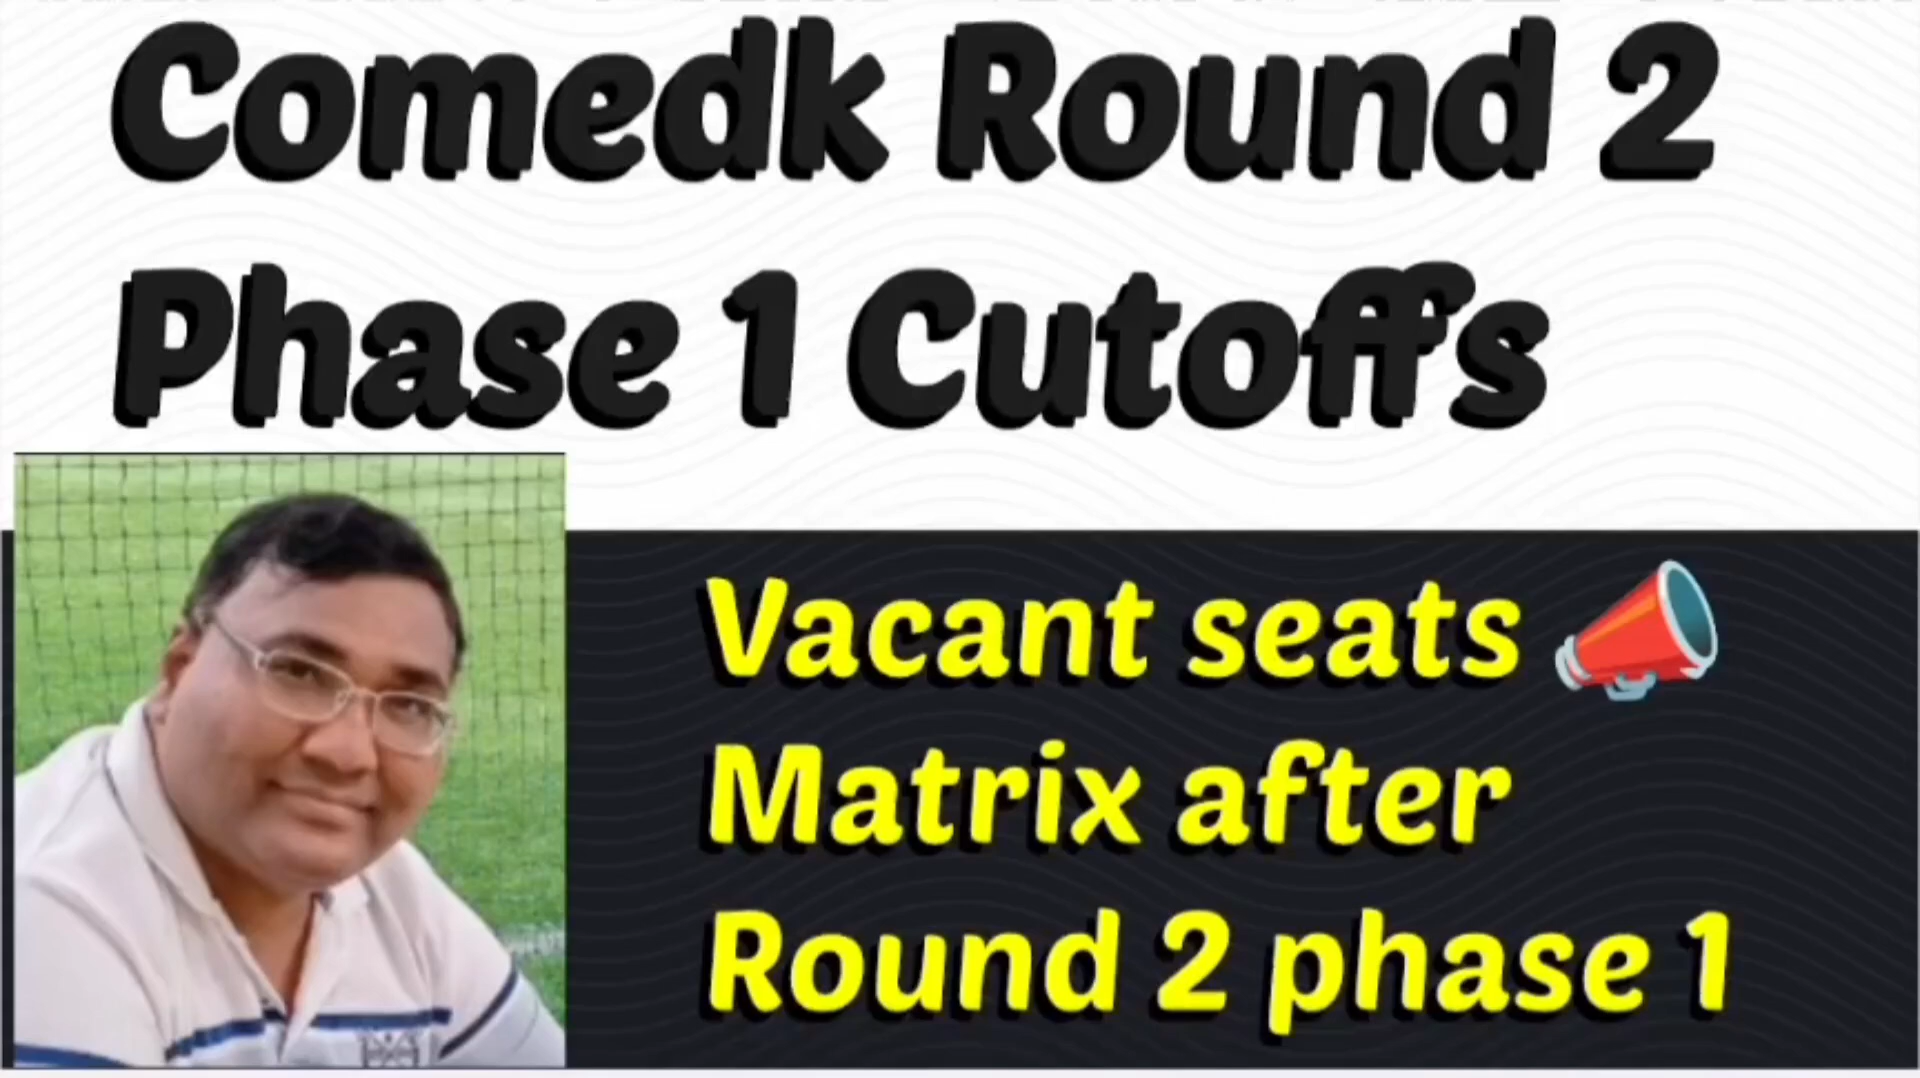 Comedk Round 2
Phase 1 Cutoffs
Vacant seats
Matrix after
Round 2 phase 1